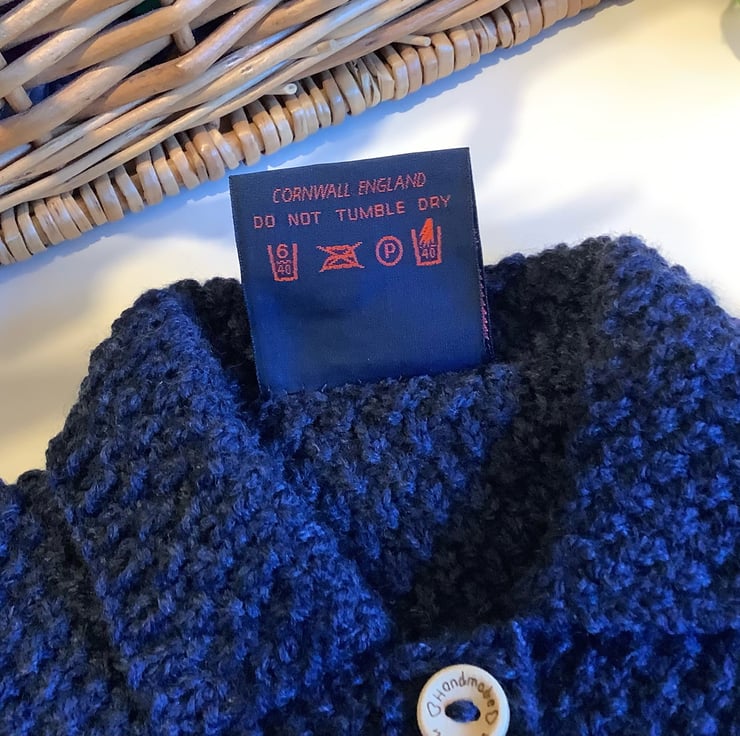 CORNWALL ENGLAND
DO NOT TUMBLE DRY
6 40 P 40
Handmade